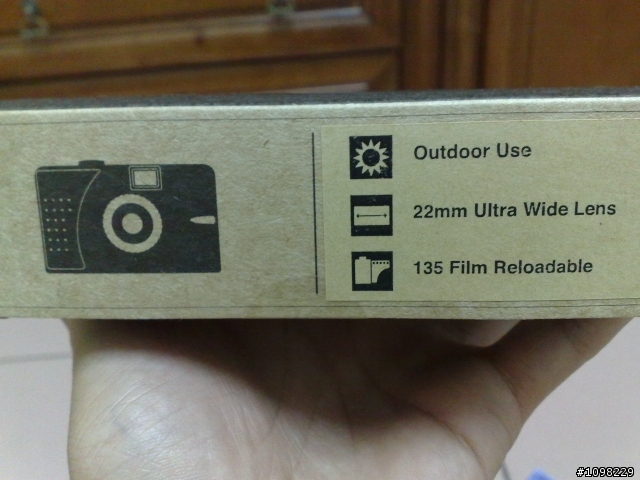 Outdoor Use
22mm Ultra Wide Lens
135 Film Reloadable
#1098229